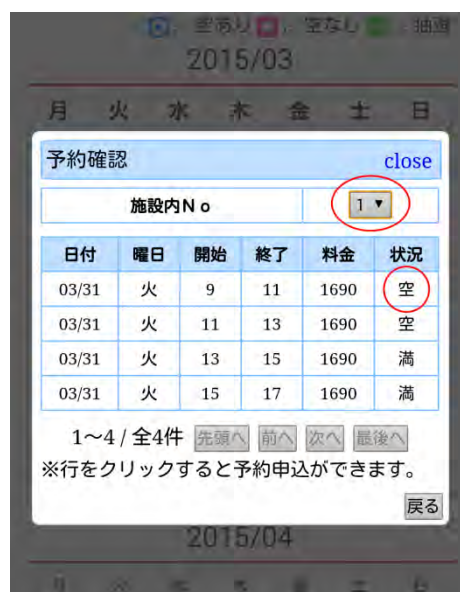 空あり 空なし 抽選
2015/03
月 火 水 木 金 土 日
予約確認 close
施設内No 1▼
日付 曜日 開始 終了 料金 状況
03/31 火 9 11 1690 空
03/31 火 11 13 1690 空
03/31 火 13 15 1690 満
03/31 火 15 17 1690 満
1～4 / 全4件 先頭へ 前へ 次へ 最後へ
※行をクリックすると予約申込ができます。
戻る
2015/04